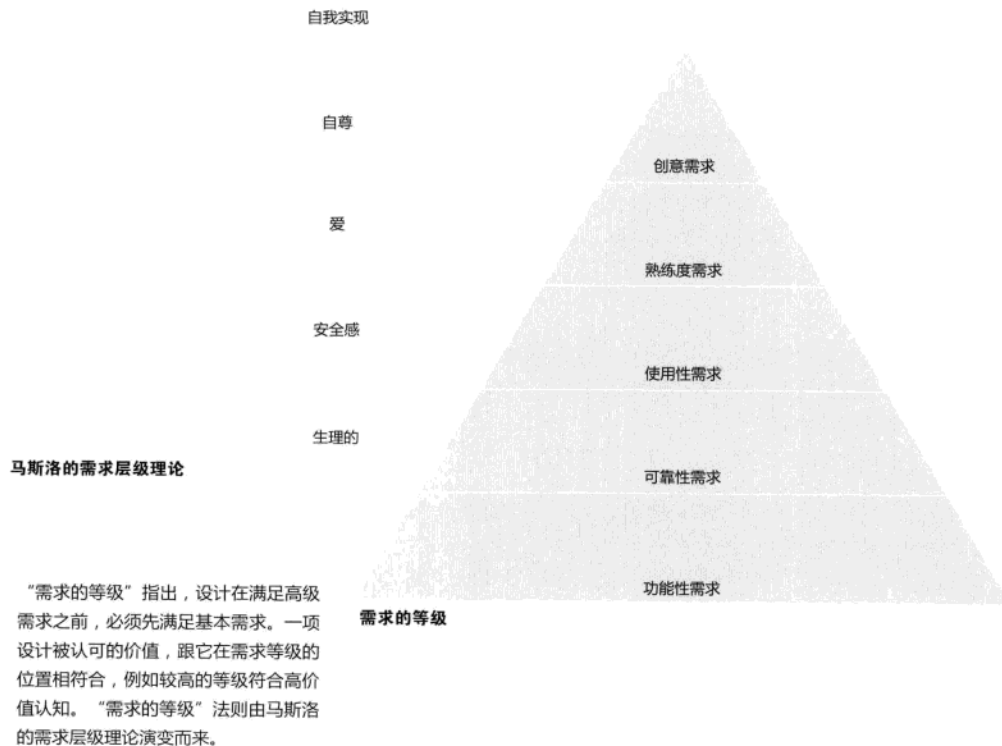 自我实现
自尊
爱
安全感
生理的
马斯洛的需求层级理论
创意需求
熟练度需求
使用性需求
可靠性需求
功能性需求
需求的等级
“需求的等级”指出，设计在满足高级
需求之前，必须先满足基本需求。一项
设计被认可的价值，跟它在需求等级的
位置相符合，例如较高的等级符合高价
值认知。“需求的等级”法则由马斯洛
的需求层级理论演变而来。